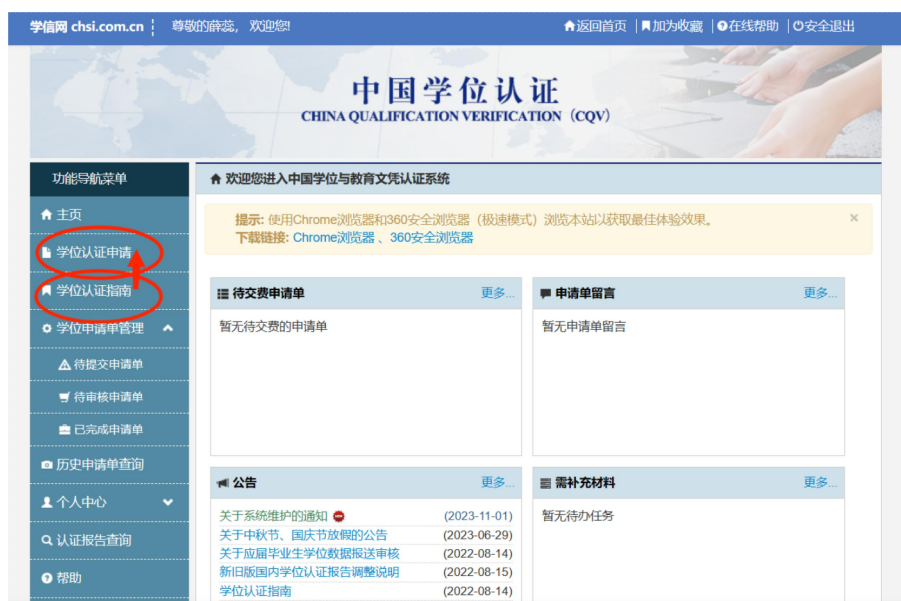 学信网 chsi.com.cn ┆ 尊敬的薛蕊，欢迎您! 返回首页 | 加为收藏 | 在线帮助 | 安全退出
中国学位认证
CHINA QUALIFICATION VERIFICATION（CQV）
功能导航菜单
主页
学位认证申请
学位认证指南
学位申请单管理
待提交申请单
待审核申请单
已完成申请单
历史申请单查询
个人中心
认证报告查询
帮助
欢迎您进入中国学位与教育文凭认证系统
提示: 使用Chrome浏览器和360安全浏览器（极速模式）浏览本站以获取最佳体验效果。 ×
下载链接: Chrome浏览器 、360安全浏览器
待交费申请单 更多...
暂无待交费的申请单
申请单留言 更多...
暂无申请单留言
公告 更多...
关于系统维护的通知 (2023-11-01)
关于中秋节、国庆节放假的公告 (2023-06-29)
关于应届毕业生学位数据报送审核 (2022-08-14)
新旧版国内学位认证报告调整说明 (2022-08-15)
学位认证指南 (2022-08-14)
需补充材料 更多...
暂无待办任务